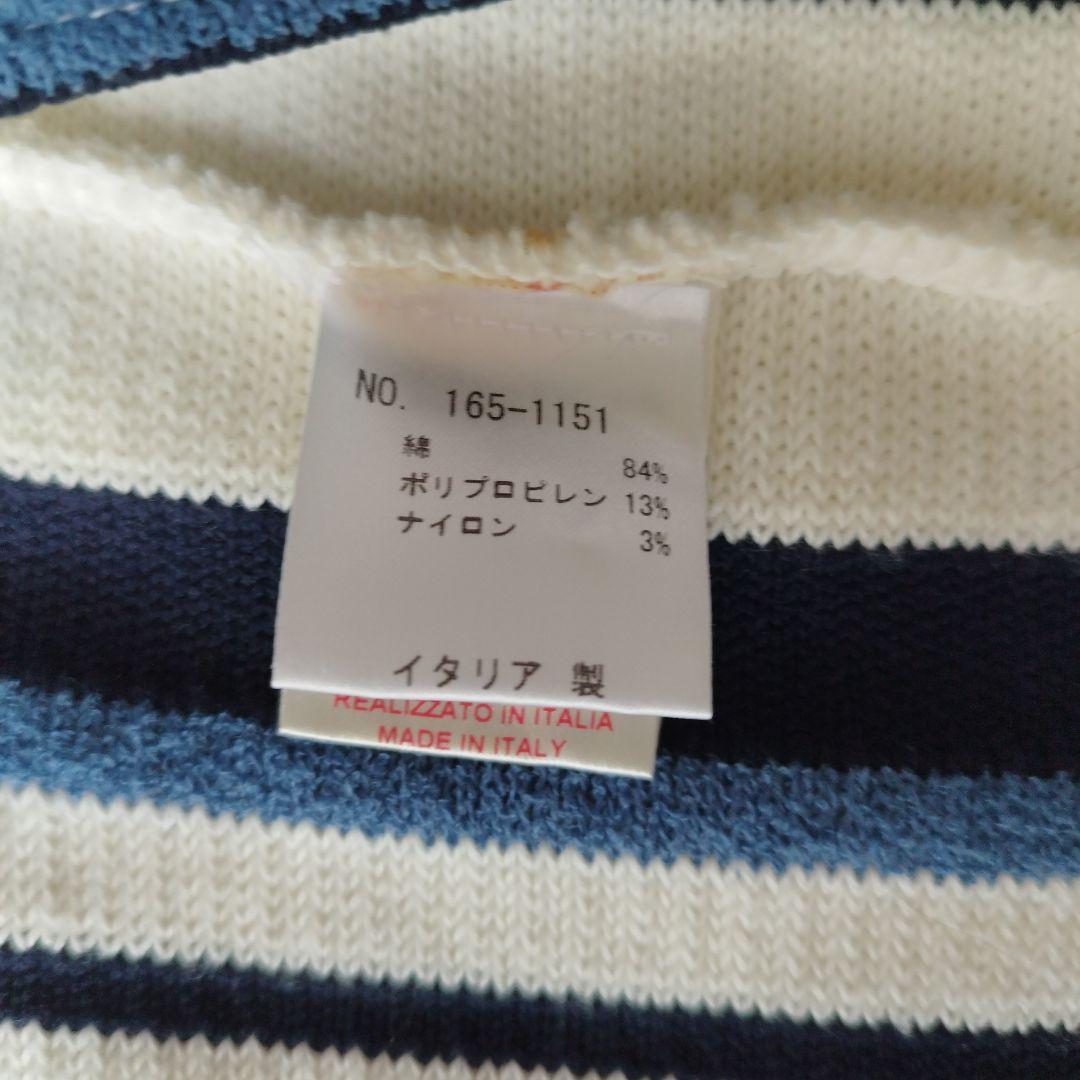 NO. 165-1151
綿 84%
ポリプロピレン 13%
ナイロン 3%
イタリア 製
REALIZZATO IN ITALIA
MADE IN ITALY